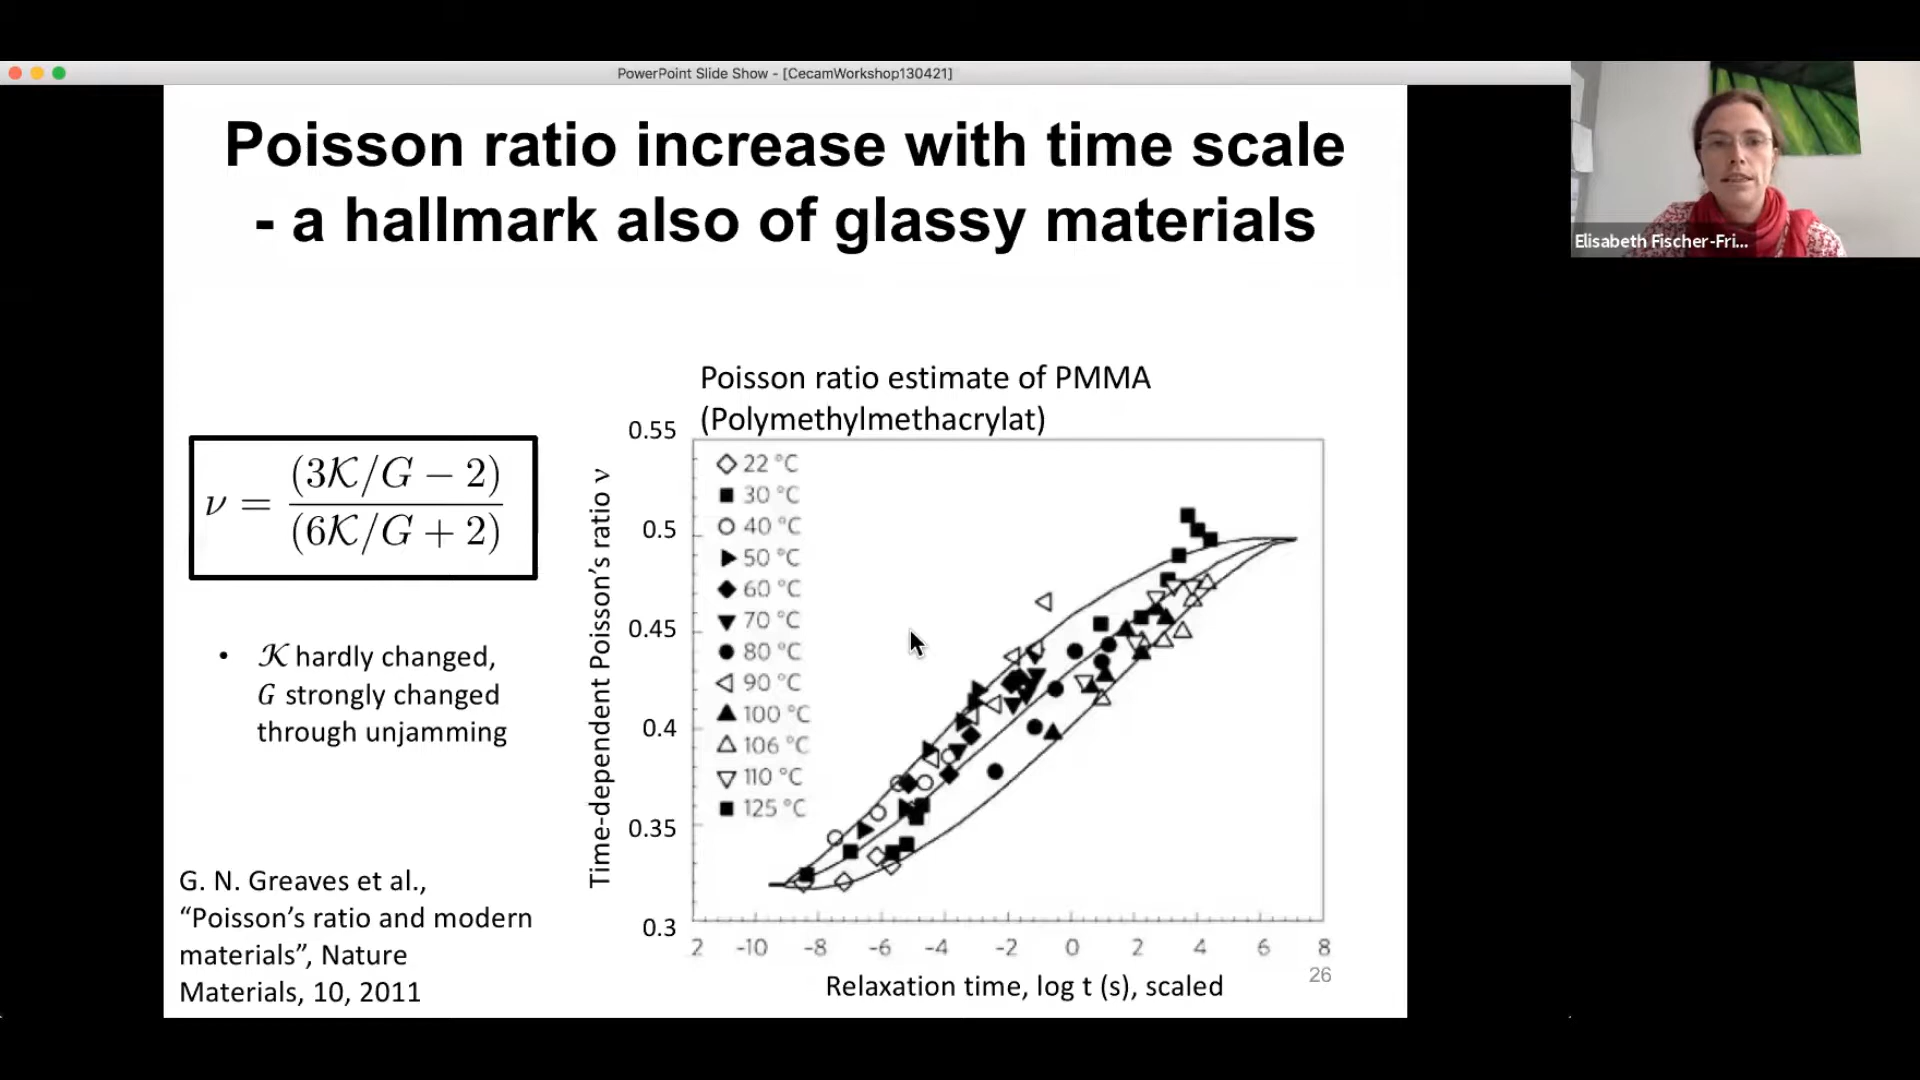 PowerPoint Slide Show - [CecamWorkshop130421]
Poisson ratio increase with time scale
- a hallmark also of glassy materials
Elisabeth Fischer-Fri...
Poisson ratio estimate of PMMA
(Polymethylmethacrylat)
ν = (3K/G − 2)
(6K/G + 2)
• K hardly changed,
G strongly changed
through unjamming
G. N. Greaves et al.,
“Poisson’s ratio and modern
materials”, Nature
Materials, 10, 2011
Time-dependent Poisson’s ratio ν
0.55
0.5
0.45
0.4
0.35
0.3
22 °C
30 °C
40 °C
50 °C
60 °C
70 °C
80 °C
90 °C
100 °C
106 °C
110 °C
125 °C
2 -10 -8 -6 -4 -2 0 2 4 6 8
Relaxation time, log t (s), scaled
26